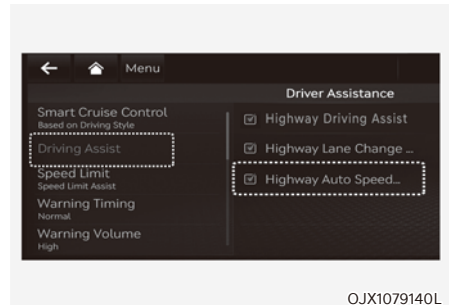 Menu
Driver Assistance
Smart Cruise Control
Based on Driving Style
Driving Assist
Speed Limit
Speed Limit Assist
Warning Timing
Normal
Warning Volume
High
Highway Driving Assist
Highway Lane Change ...
Highway Auto Speed...
OJX1079140L